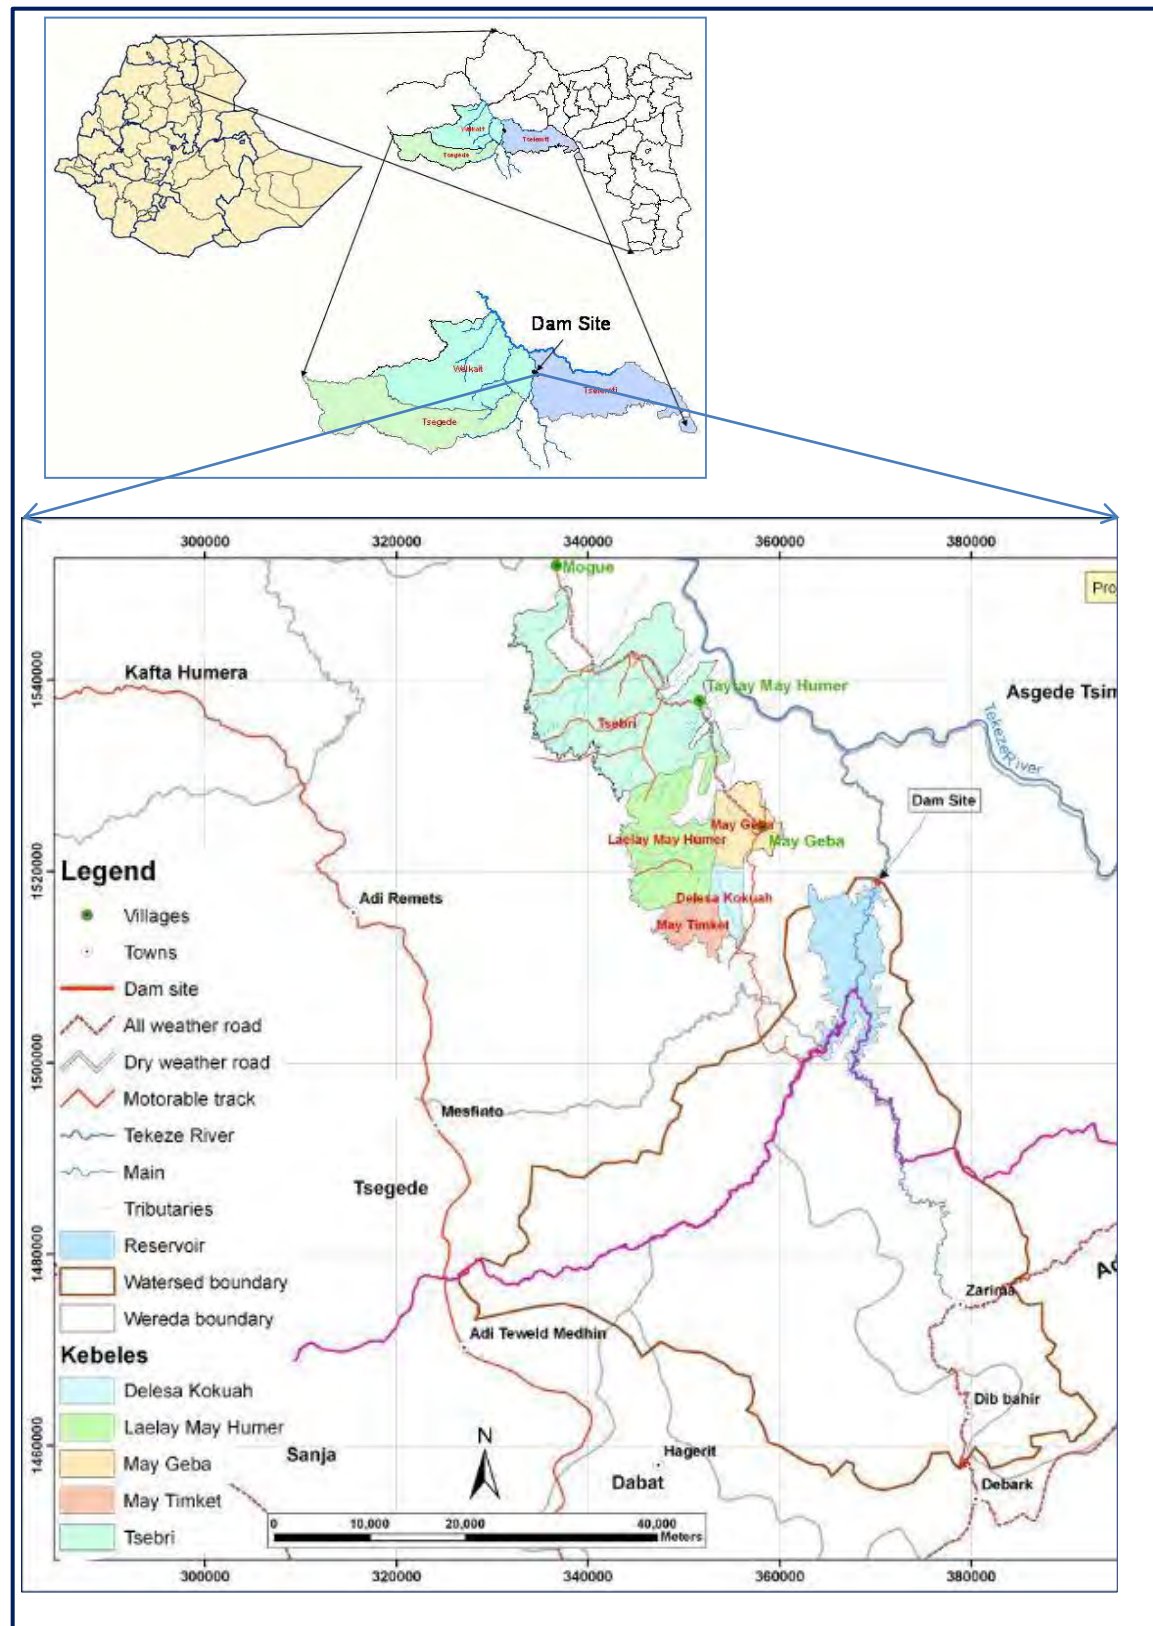 Welkait
Tselemti
Tsegede
Dam Site
Welkait
Tselemti
Tsegede
300000 320000 340000 360000 380000
Mogue
Pro
Kafta Humera
Taylay May Humer
Asgede Tsim
1540000
Tsebri
TekezeRiver
Dam Site
May Geba
Laelay May Humer
May Geba
1520000
Legend
Adi Remets
Delesa Kokuah
May Timket
Villages
Towns
Dam site
All weather road
1500000
Dry weather road
Motorable track
Mesfinto
Tekeze River
Main
Tsegede
Tributaries
Reservoir
1480000
Watersed boundary
Zarima
Wereda boundary
Adi Teweld Medhin
Kebeles
Delesa Kokuah
Dib bahir
Laelay May Humer
1460000
Sanja
N
Hagerit
May Geba
Dabat
Debark
May Timket
0 10,000 20,000 40,000
Meters
Tsebri
300000 320000 340000 360000 380000